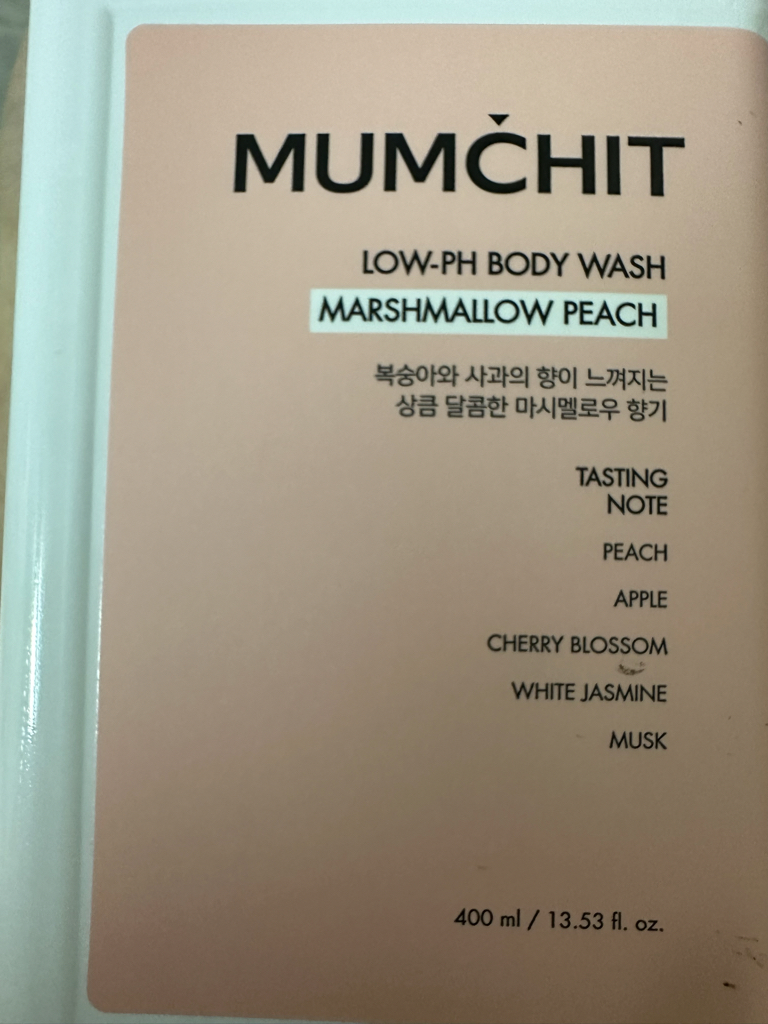 MUMCHIT
LOW-PH BODY WASH
MARSHMALLOW PEACH
복숭아와 사과의 향이 느껴지는
상큼 달콤한 마시멜로우 향기
TASTING
NOTE
PEACH
APPLE
CHERRY BLOSSOM
WHITE JASMINE
MUSK
400 ml / 13.53 fl. oz.